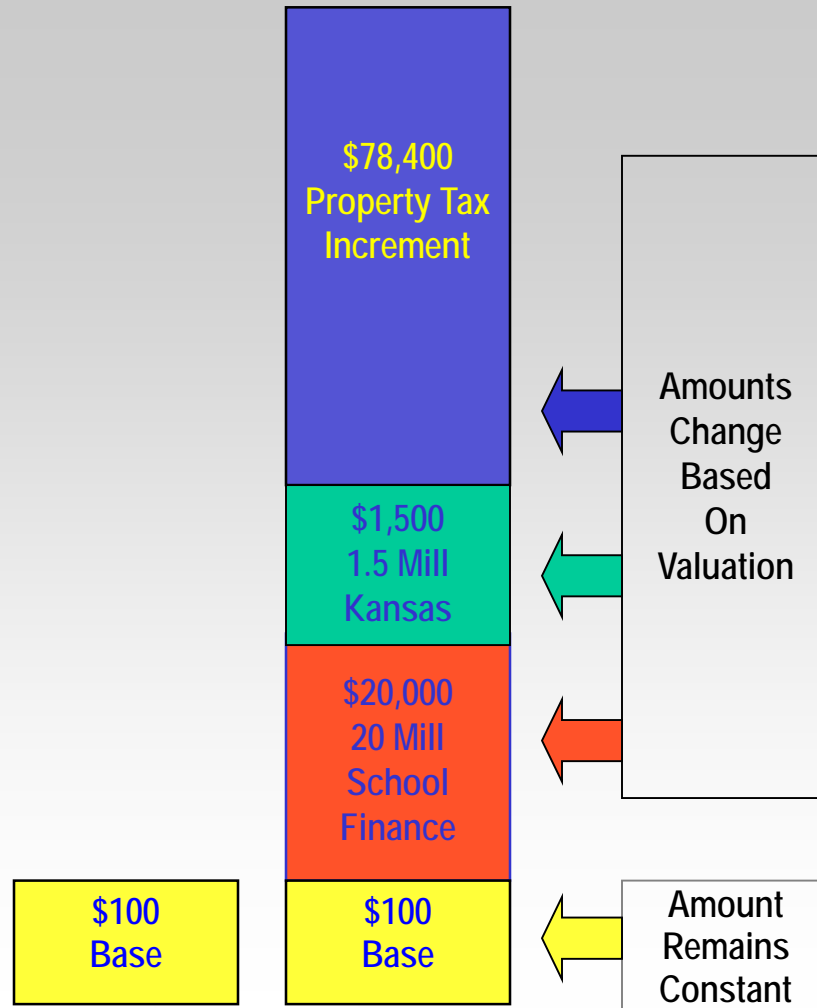 $78,400
Property Tax
Increment
Amounts
Change
Based
On
Valuation
$1,500
1.5 Mill
Kansas
$20,000
20 Mill
School
Finance
$100
Base
$100
Base
Amount
Remains
Constant